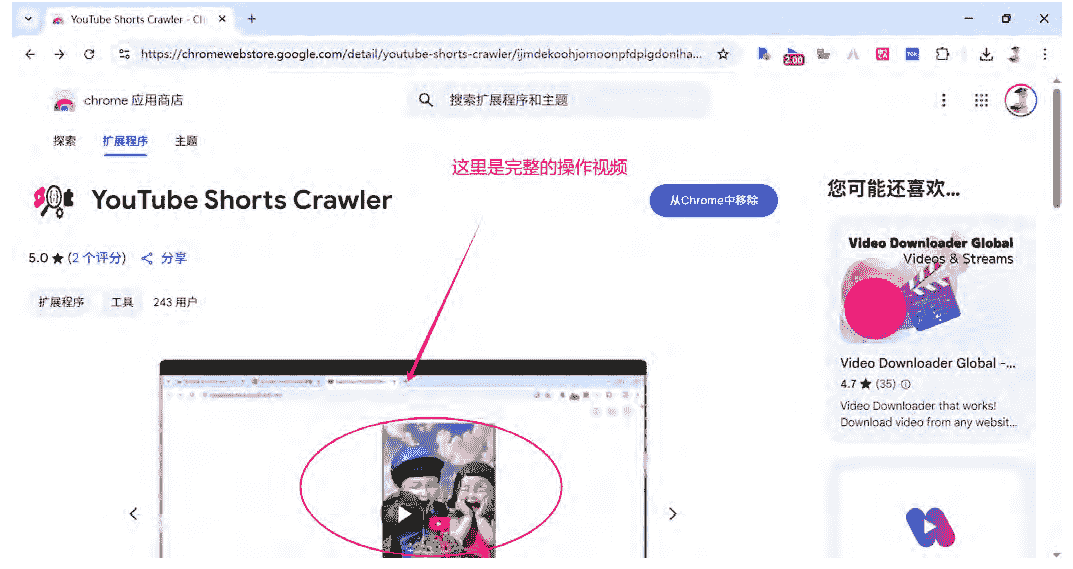 YouTube Shorts Crawler - Ch
https://chromewebstore.google.com/detail/youtube-shorts-crawler/ijmdekoohjomoonpfdplgdonlha...
2.00
chrome 应用商店
搜索扩展程序和主题
探索
扩展程序
主题
这里是完整的操作视频
YouTube Shorts Crawler
从Chrome中移除
5.0 ★ (2 个评分)
分享
扩展程序
工具
243 用户
您可能还喜欢...
Video Downloader Global
Videos & Streams
Video Downloader Global -...
4.7 ★ (35)
Video Downloader that works!
Download video from any websit...